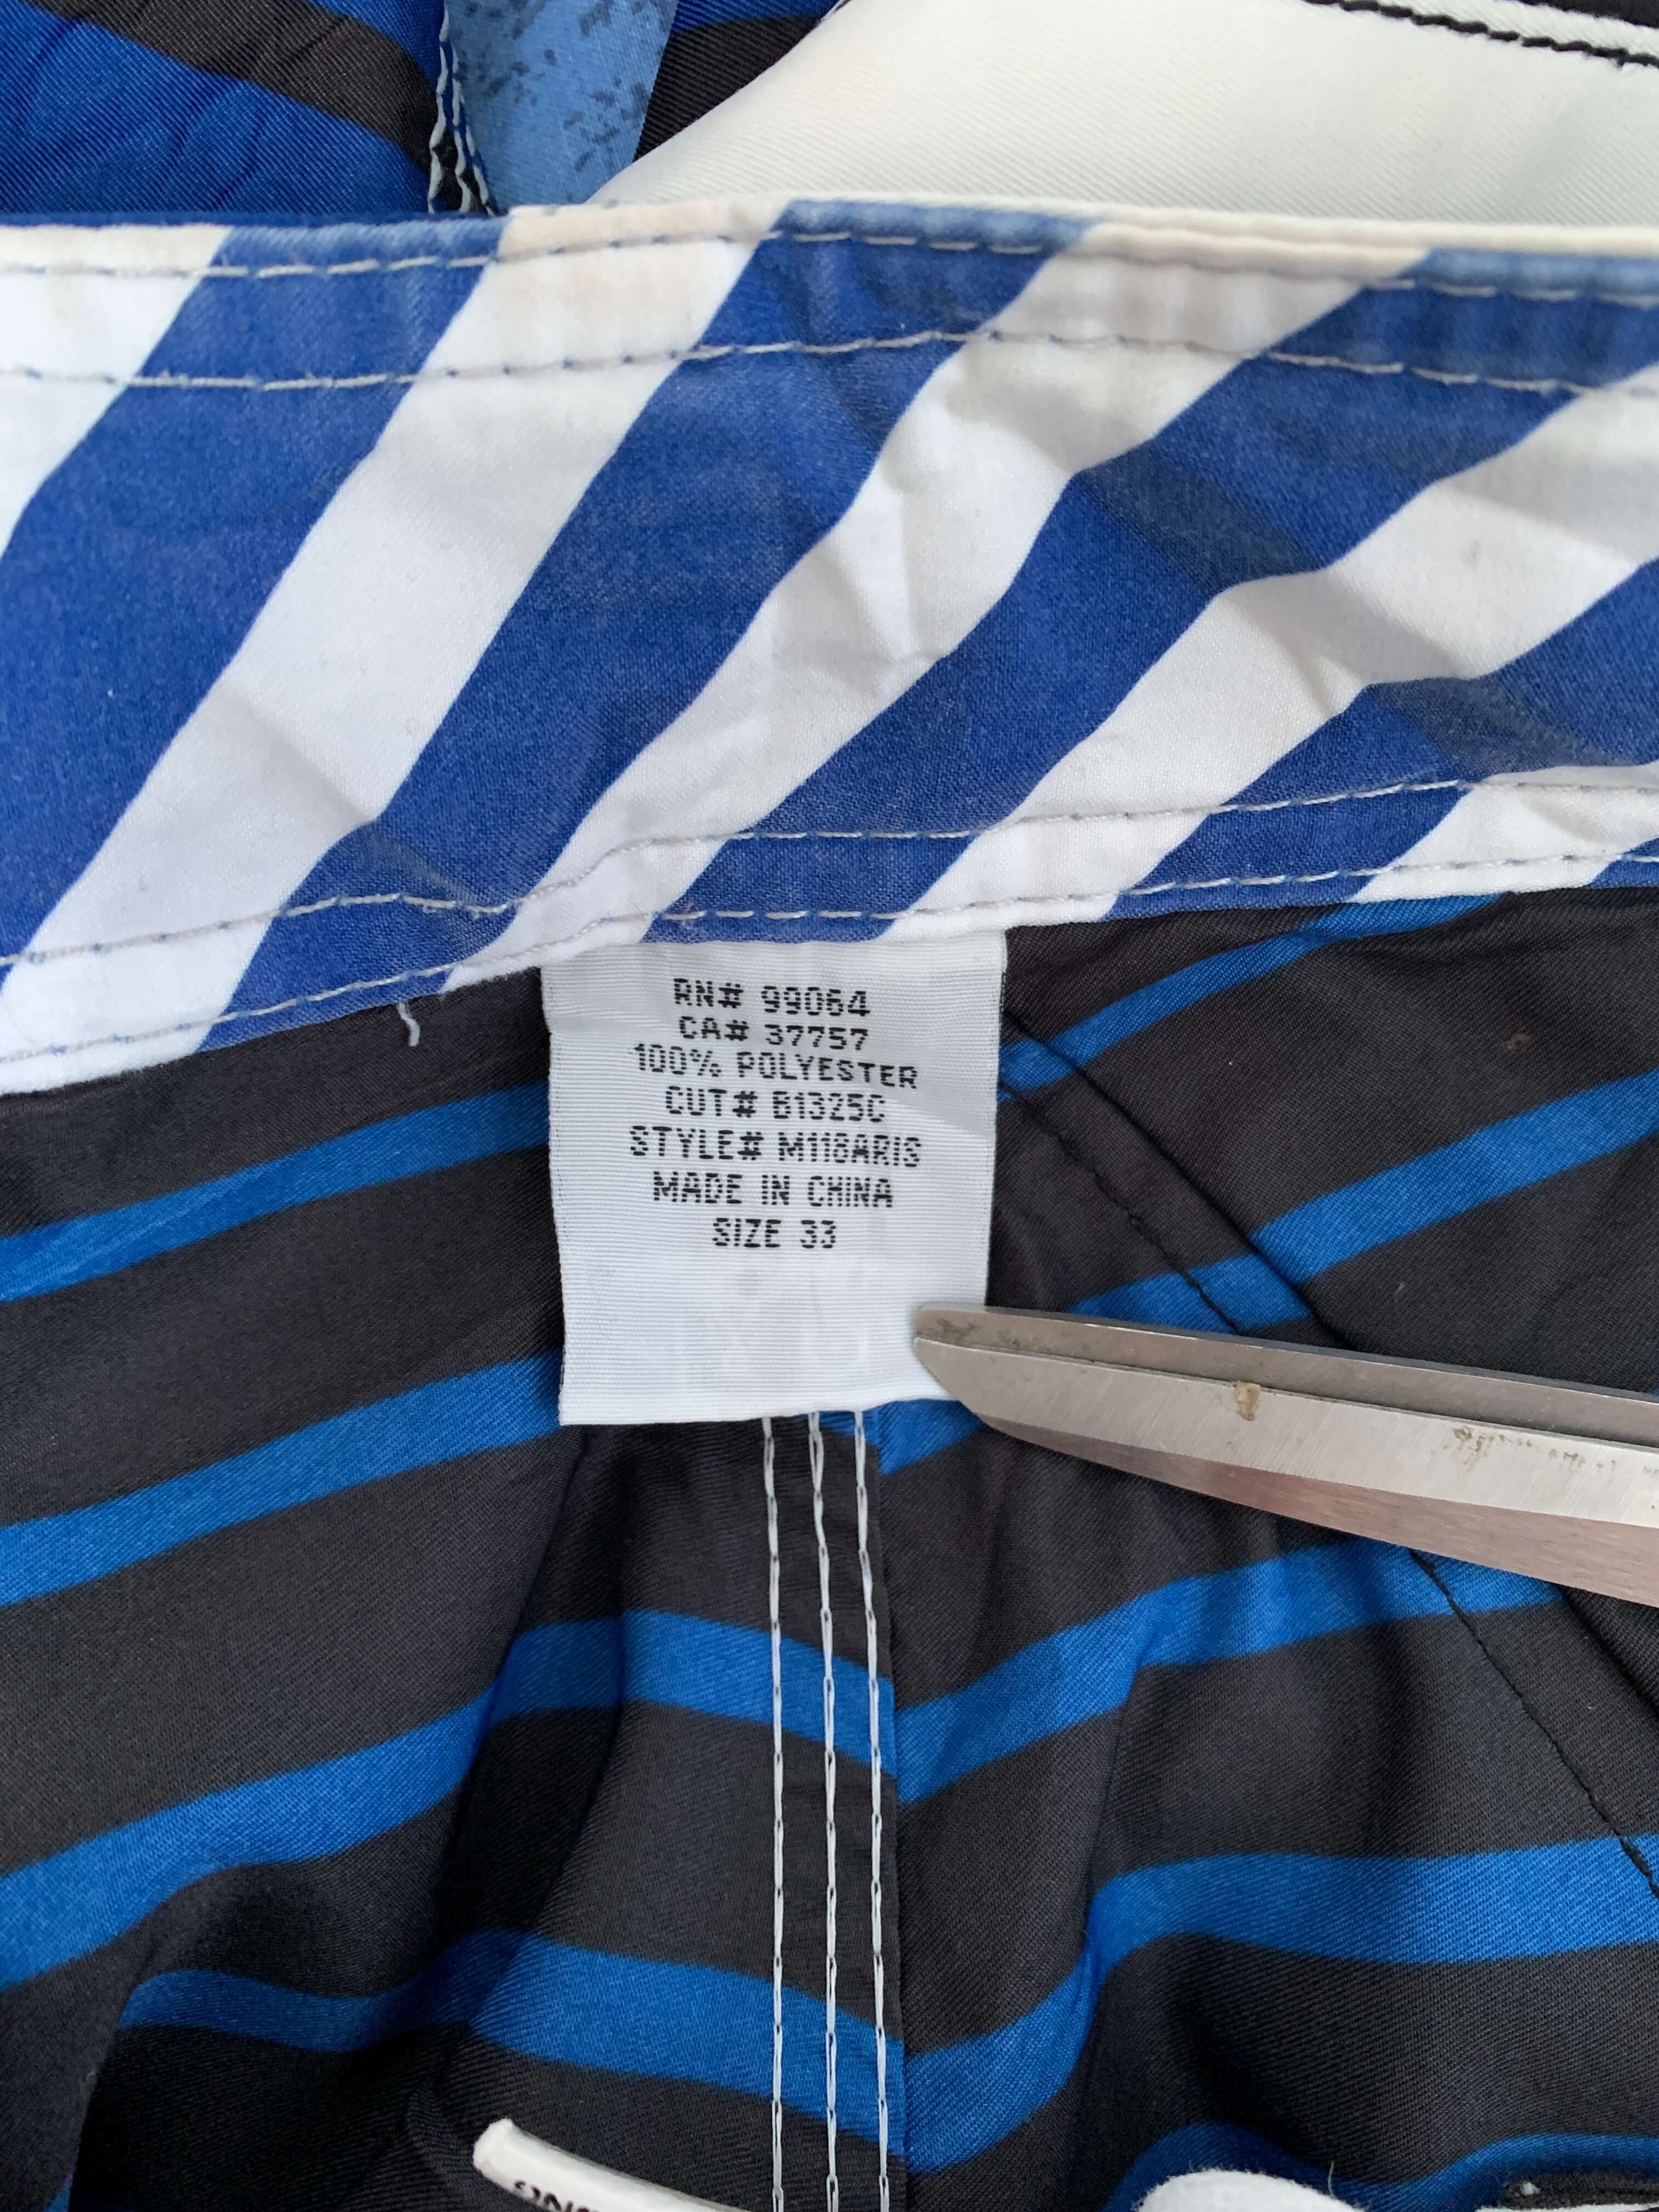 RN# 99064
CA# 37757
100% POLYESTER
CUT# B1325C
STYLE# M118ARIS
MADE IN CHINA
SIZE 33